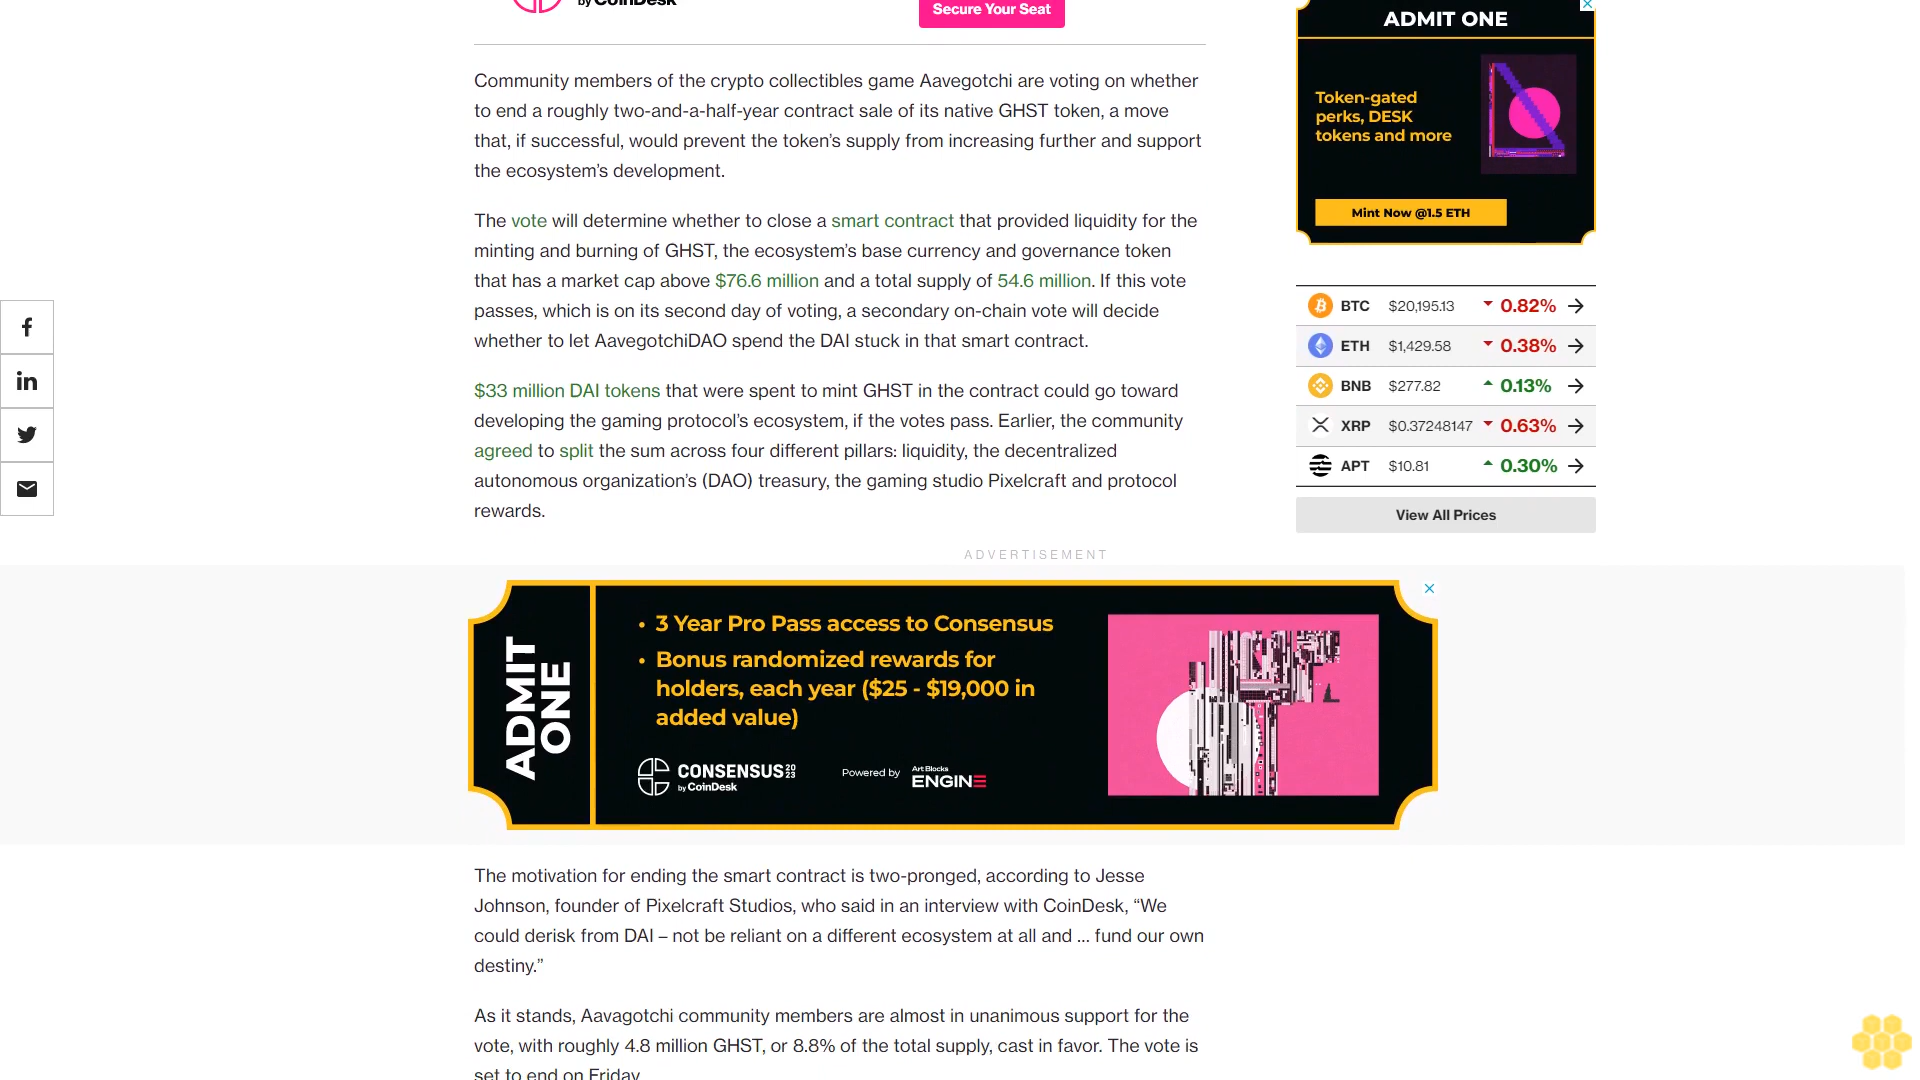 by CoinDesk
Secure Your Seat
Community members of the crypto collectibles game Aavegotchi are voting on whether
to end a roughly two-and-a-half-year contract sale of its native GHST token, a move
that, if successful, would prevent the token’s supply from increasing further and support
the ecosystem’s development.
The vote will determine whether to close a smart contract that provided liquidity for the
minting and burning of GHST, the ecosystem’s base currency and governance token
that has a market cap above $76.6 million and a total supply of 54.6 million. If this vote
passes, which is on its second day of voting, a secondary on-chain vote will decide
whether to let AavegotchiDAO spend the DAI stuck in that smart contract.
$33 million DAI tokens that were spent to mint GHST in the contract could go toward
developing the gaming protocol’s ecosystem, if the votes pass. Earlier, the community
agreed to split the sum across four different pillars: liquidity, the decentralized
autonomous organization’s (DAO) treasury, the gaming studio Pixelcraft and protocol
rewards.
ADMIT ONE
Token-gated
perks, DESK
tokens and more
Mint Now @1.5 ETH
BTC $20,195.13 0.82%
ETH $1,429.58 0.38%
BNB $277.82 0.13%
XRP $0.37248147 0.63%
APT $10.81 0.30%
View All Prices
ADVERTISEMENT
ADMIT
ONE
• 3 Year Pro Pass access to Consensus
• Bonus randomized rewards for
holders, each year ($25 - $19,000 in
added value)
CONSENSUS 2023
by CoinDesk
Powered by
Art Blocks
ENGINE
The motivation for ending the smart contract is two-pronged, according to Jesse
Johnson, founder of Pixelcraft Studios, who said in an interview with CoinDesk, “We
could derisk from DAI – not be reliant on a different ecosystem at all and … fund our own
destiny.”
As it stands, Aavagotchi community members are almost in unanimous support for the
vote, with roughly 4.8 million GHST, or 8.8% of the total supply, cast in favor. The vote is
set to end on Friday